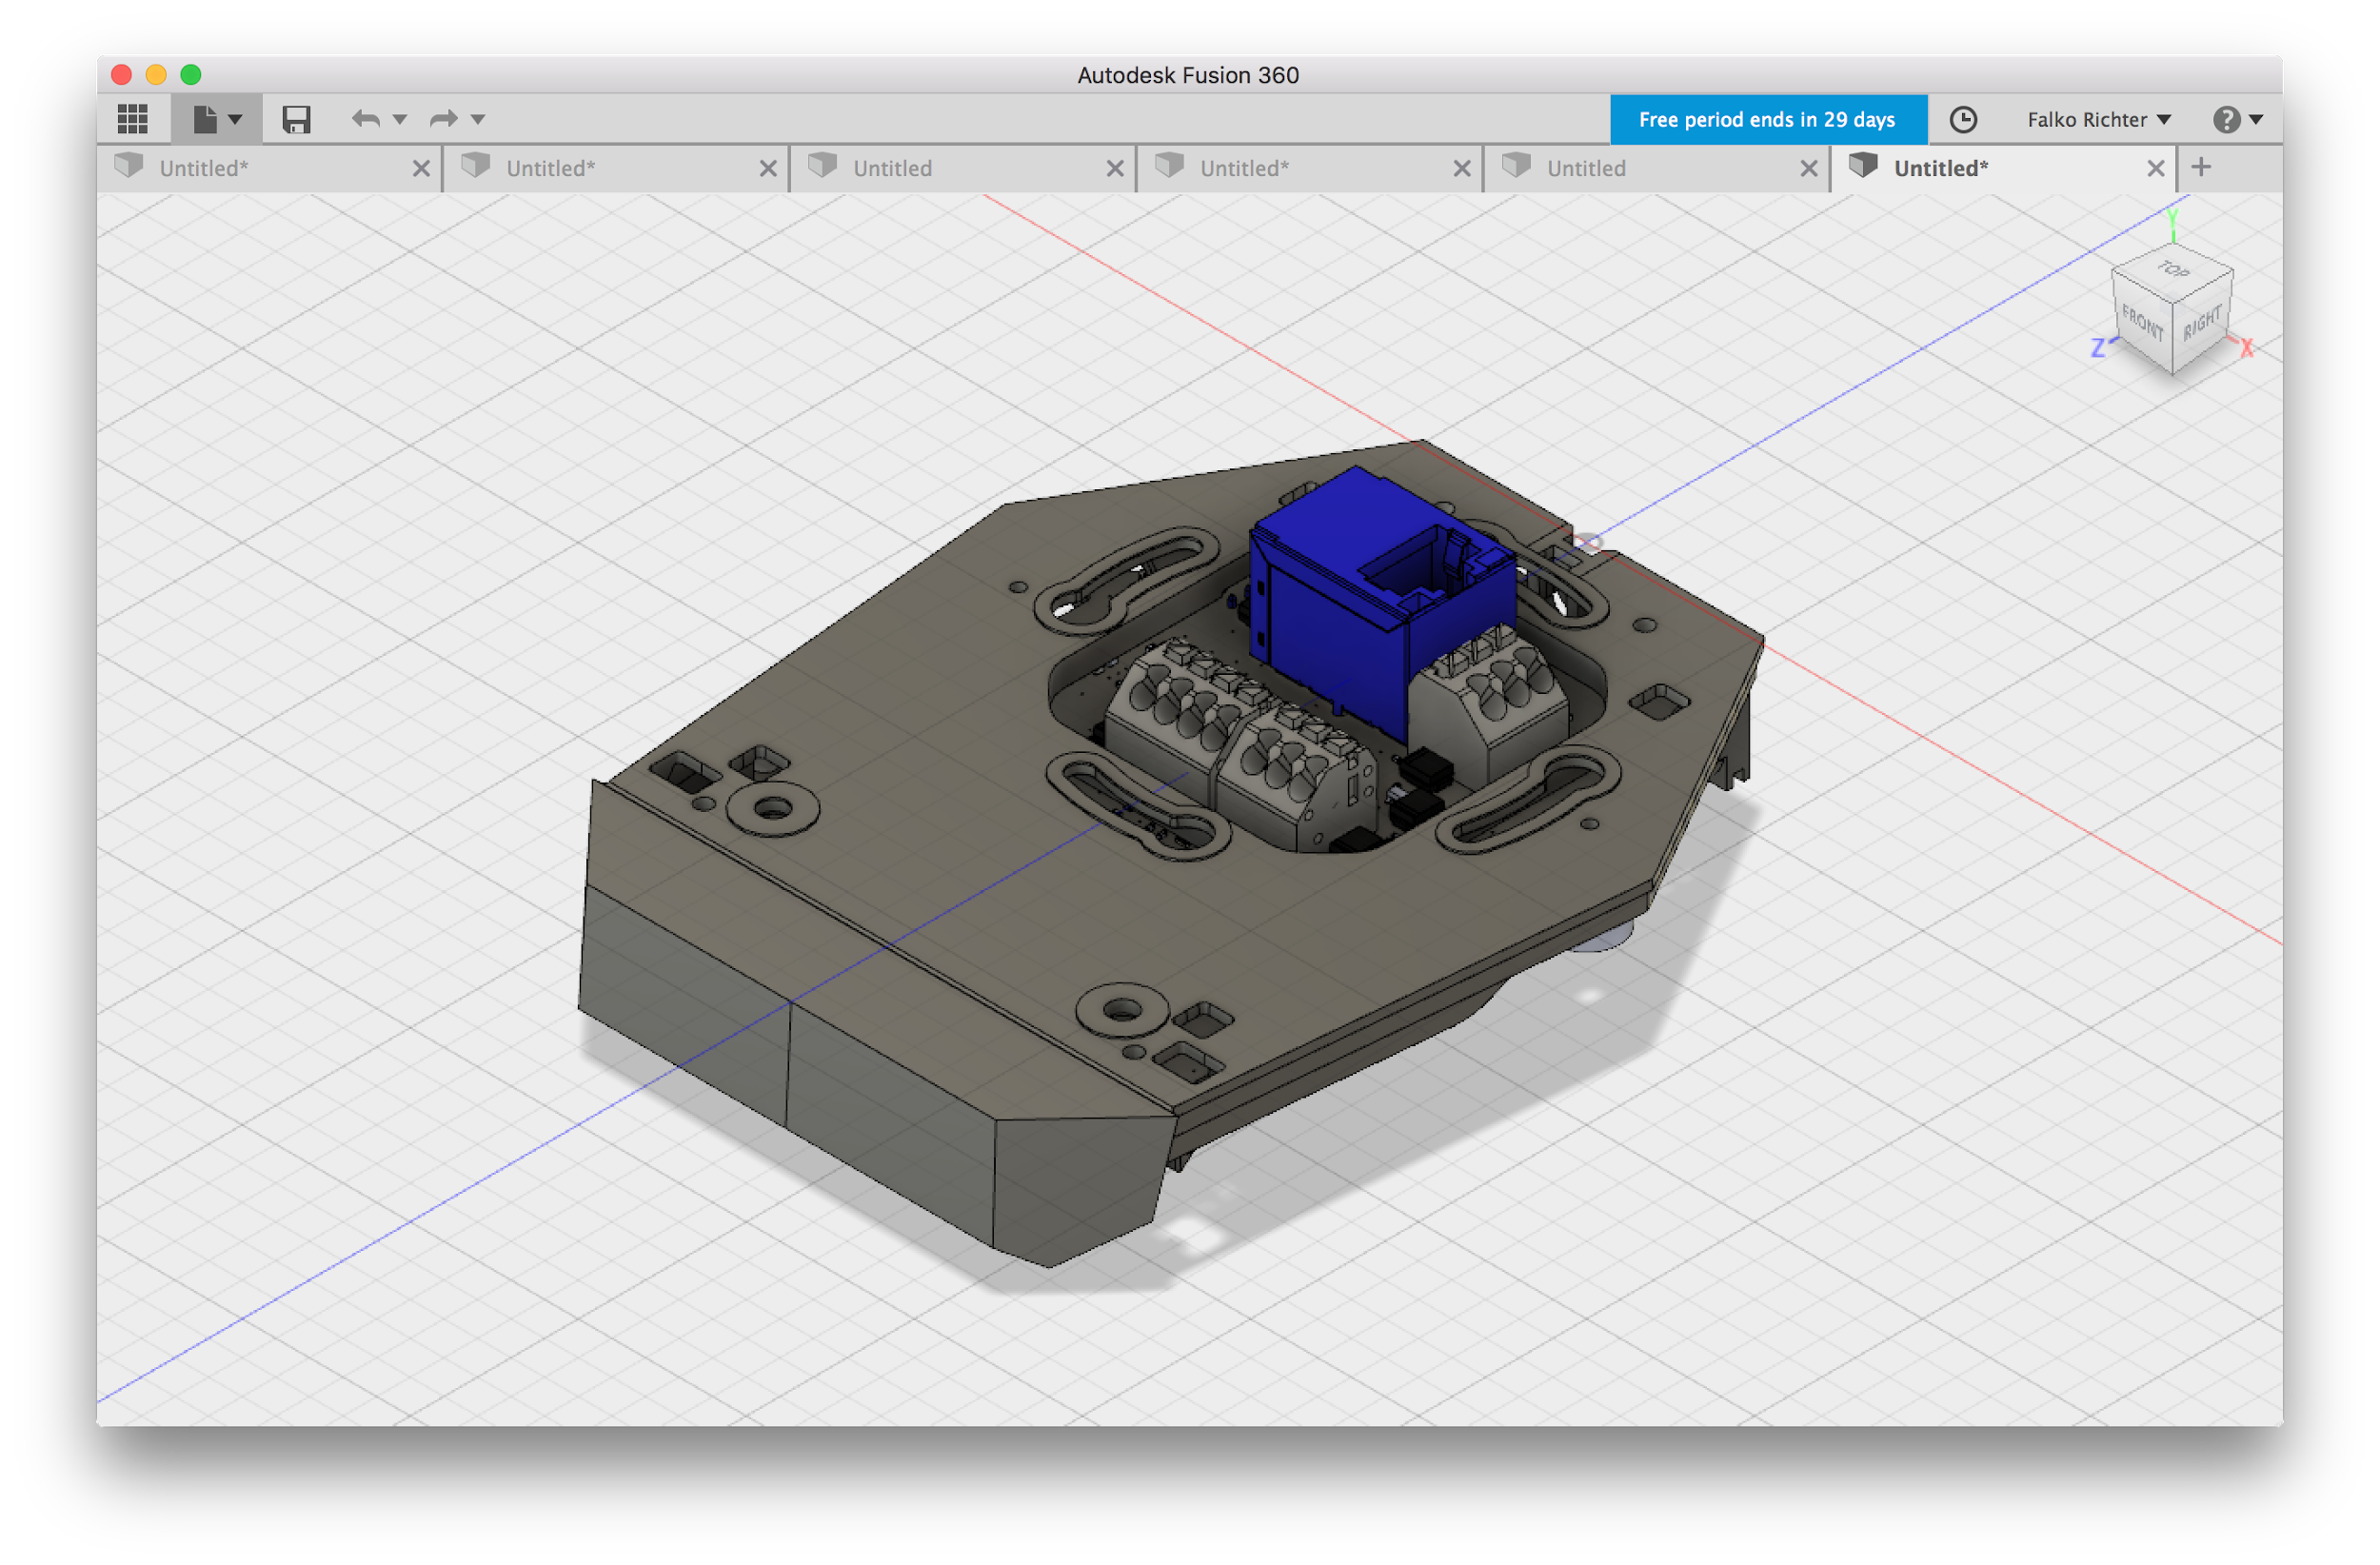 Autodesk Fusion 360
Free period ends in 29 days
Falko Richter
?
Untitled*
Untitled*
Untitled
Untitled*
Untitled
Untitled*
Y
TOP
FRONT
RIGHT
Z
X